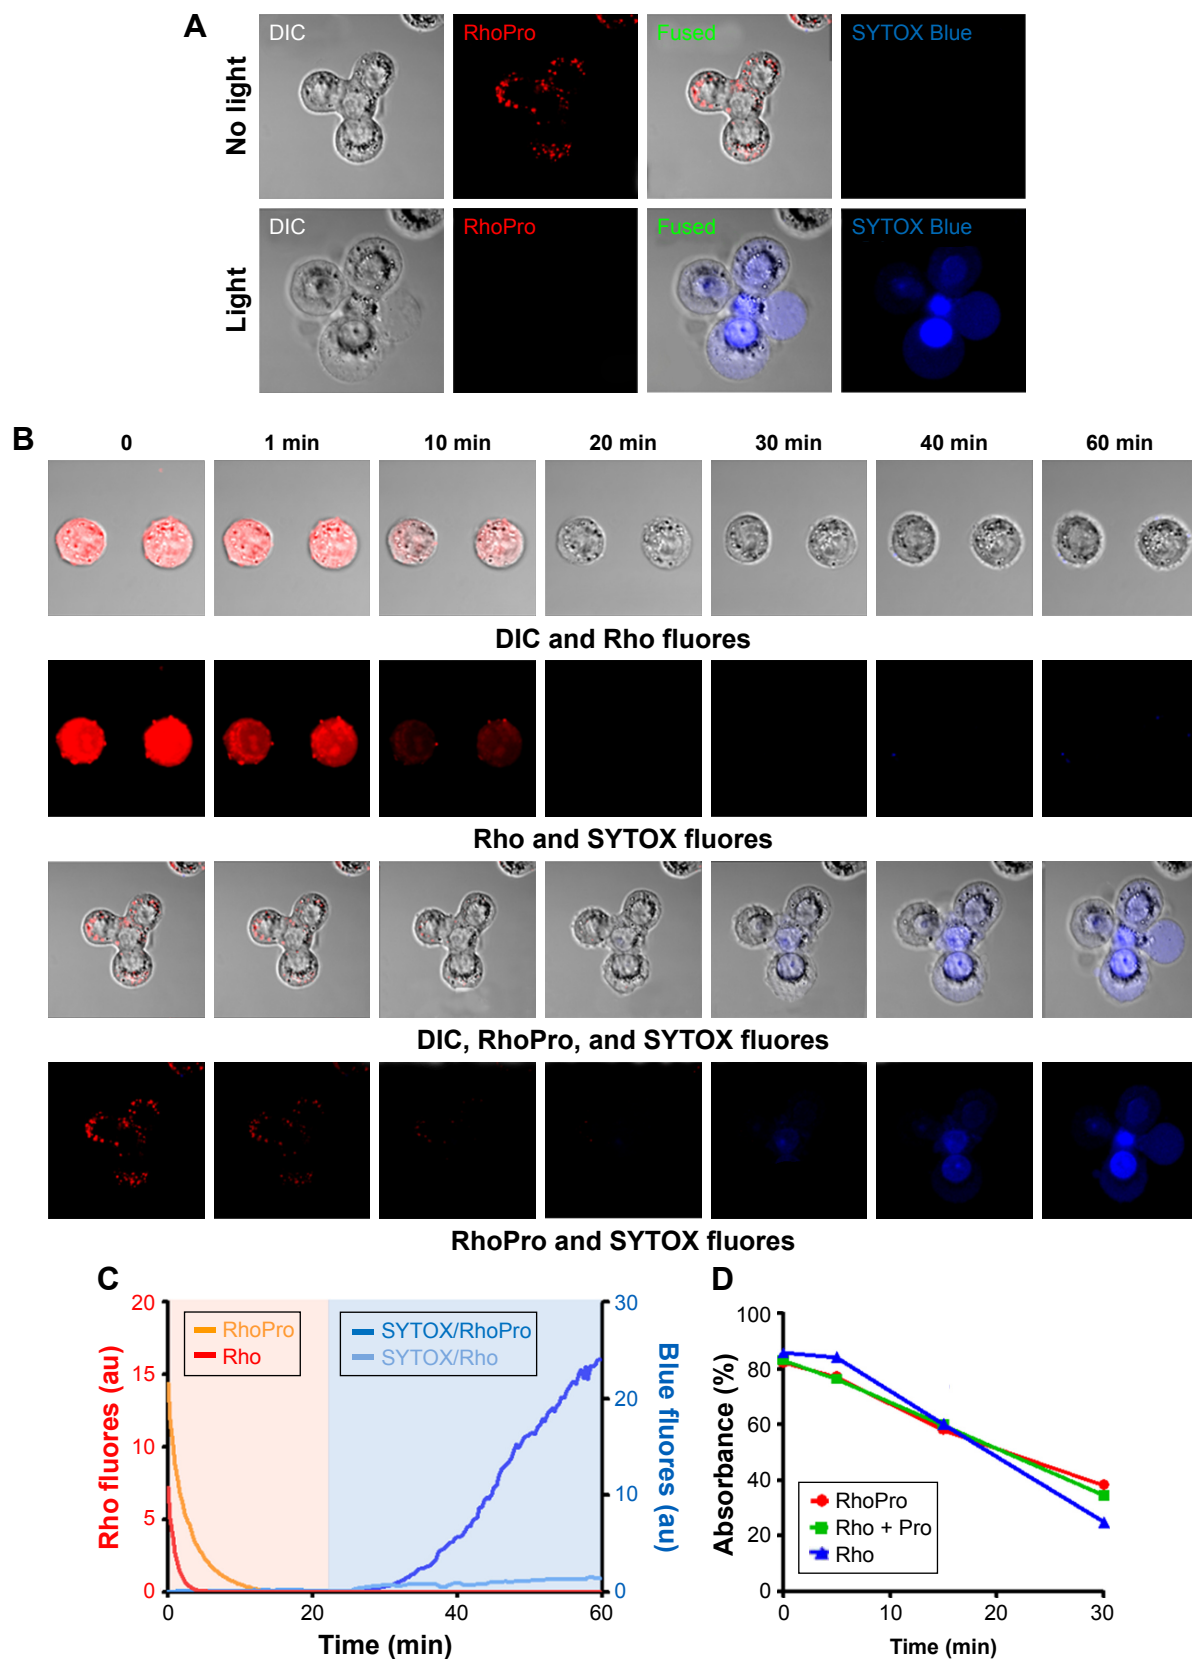 A
No light
DIC
RhoPro
Fused
SYTOX Blue
Light
DIC
RhoPro
Fused
SYTOX Blue
B
0
1 min
10 min
20 min
30 min
40 min
60 min
DIC and Rho fluores
Rho and SYTOX fluores
DIC, RhoPro, and SYTOX fluores
RhoPro and SYTOX fluores
C
Rho fluores (au)
20
15
10
5
0
RhoPro
Rho
SYTOX/RhoPro
SYTOX/Rho
30
20
10
0
Blue fluores (au)
0
20
40
60
Time (min)
D
Absorbance (%)
100
80
60
40
20
0
RhoPro
Rho + Pro
Rho
0
10
20
30
Time (min)